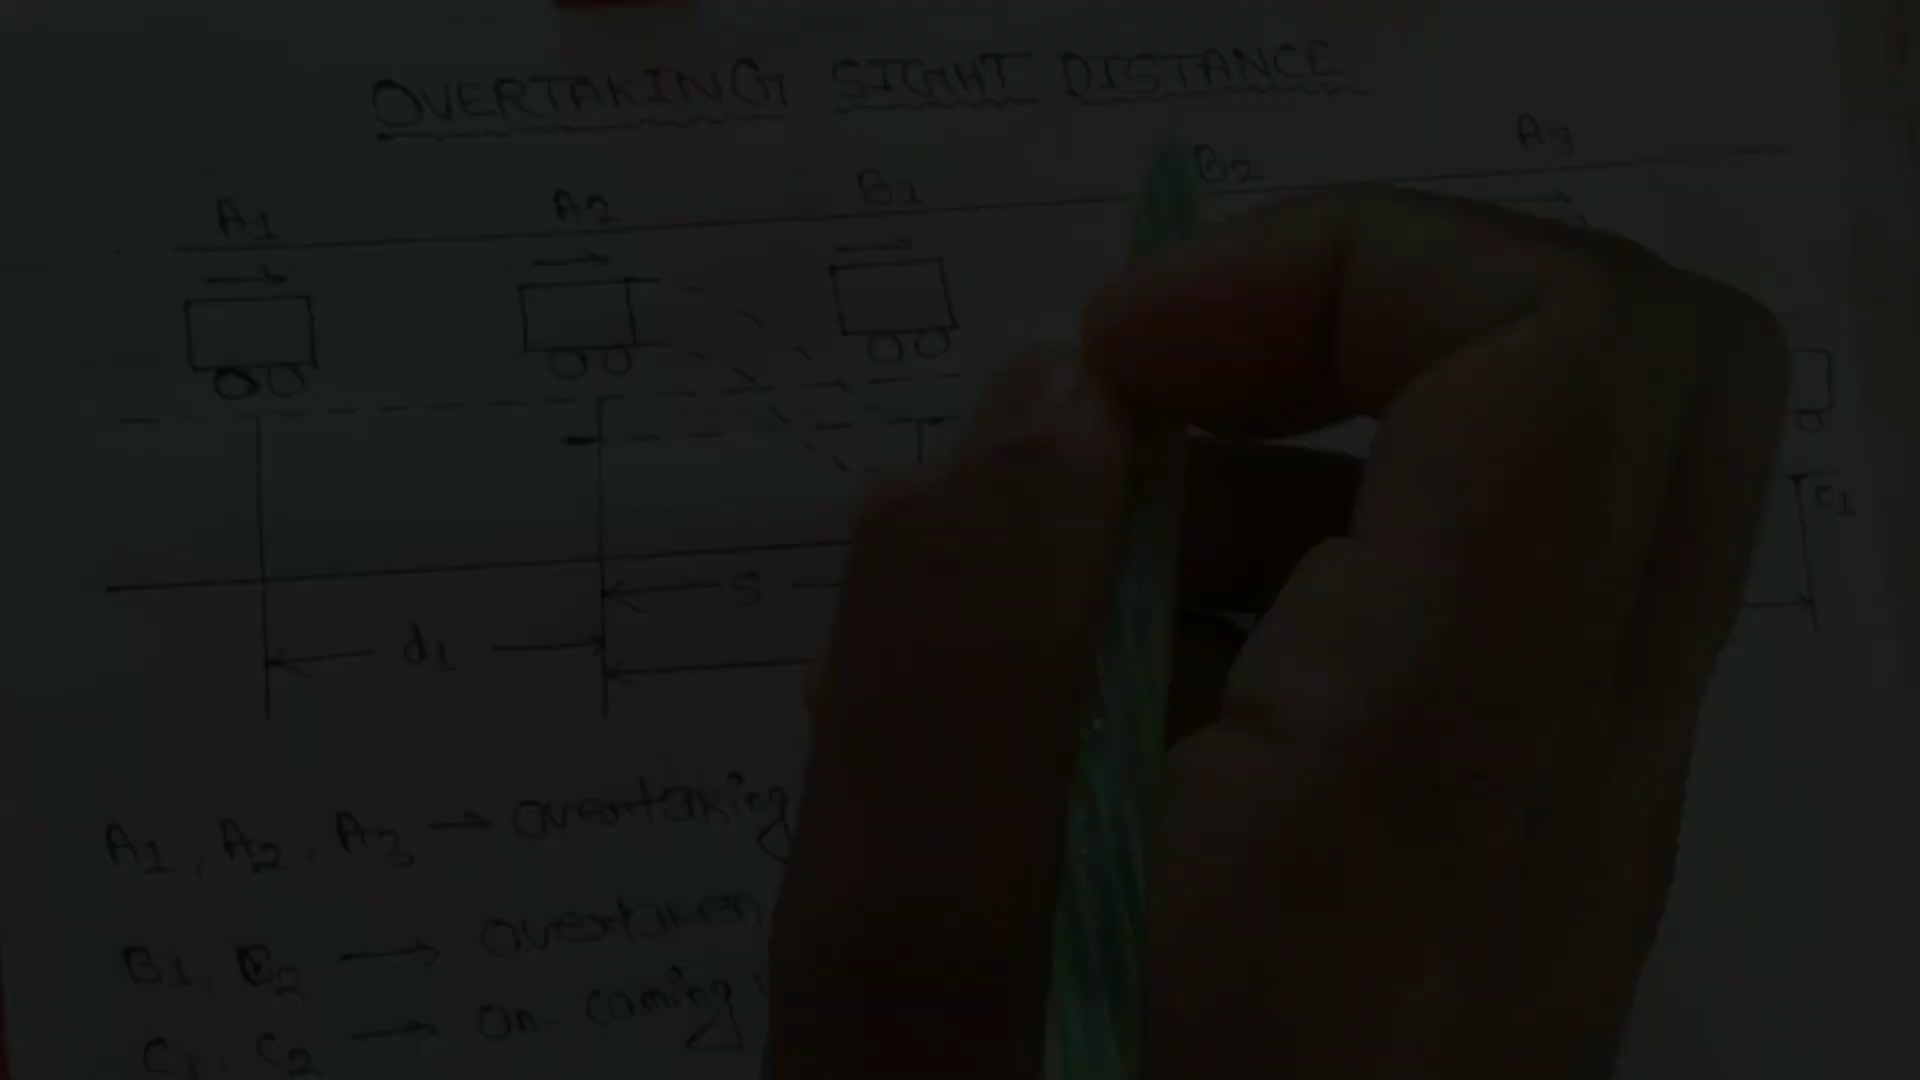 OVERTAKING SIGHT DISTANCE
A1 A2 B1 B2 A3
C1
S
d1
A1, A2, A3 → overtaking
B1, B2 → overtaken
C1, C2 → on coming